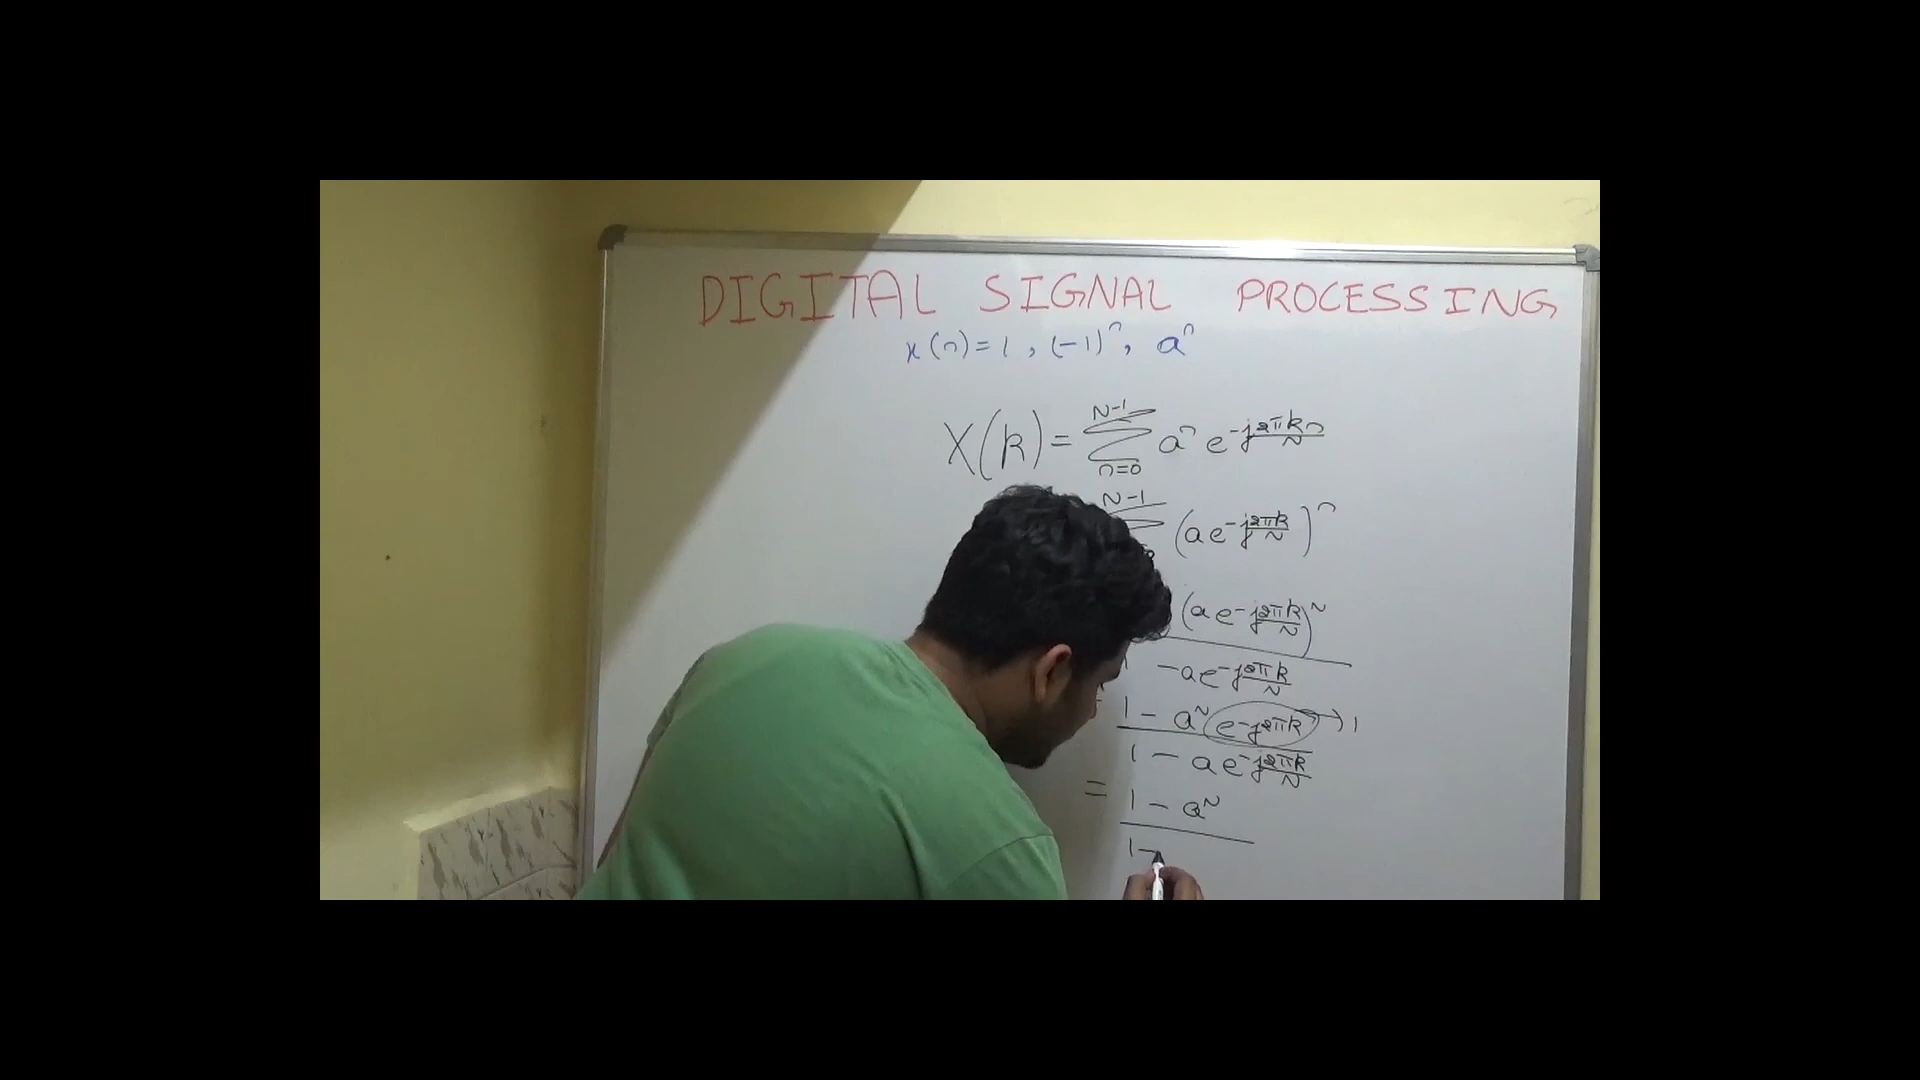 DIGITAL SIGNAL PROCESSING
x(n) = 1, (-1)^n, a^n
X(k) = Σ_{n=0}^{N-1} a^n e^{-j2πkn/N}
N-1 (ae^{-j2πk/N})^n
(ae^{-j2πk/N})^N
1 - ae^{-j2πk/N}
1 - a^N e^{-j2πk} → 1
1 - ae^{-j2πk/N}
= 1 - a^N
1 -